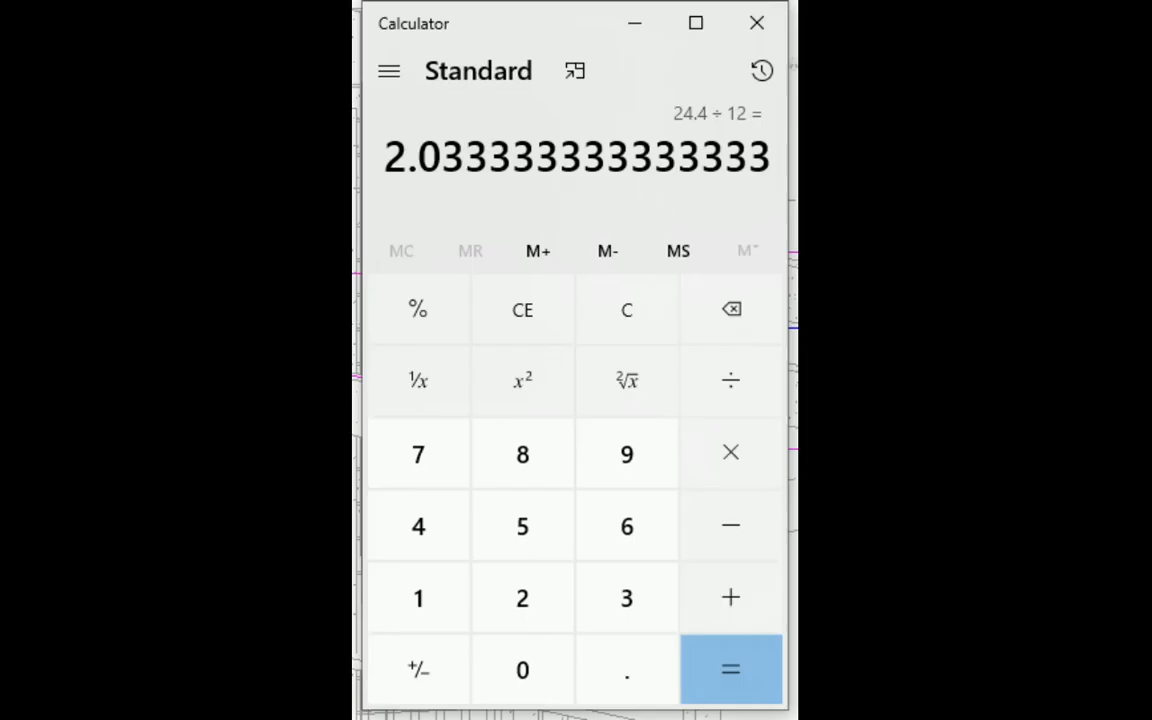 Calculator
Standard
24.4 ÷ 12 =
2.033333333333333
MC MR M+ M- MS M˅
% CE C
¹/x x² ²√x ÷
7 8 9 ×
4 5 6 −
1 2 3 +
+/− 0 . =